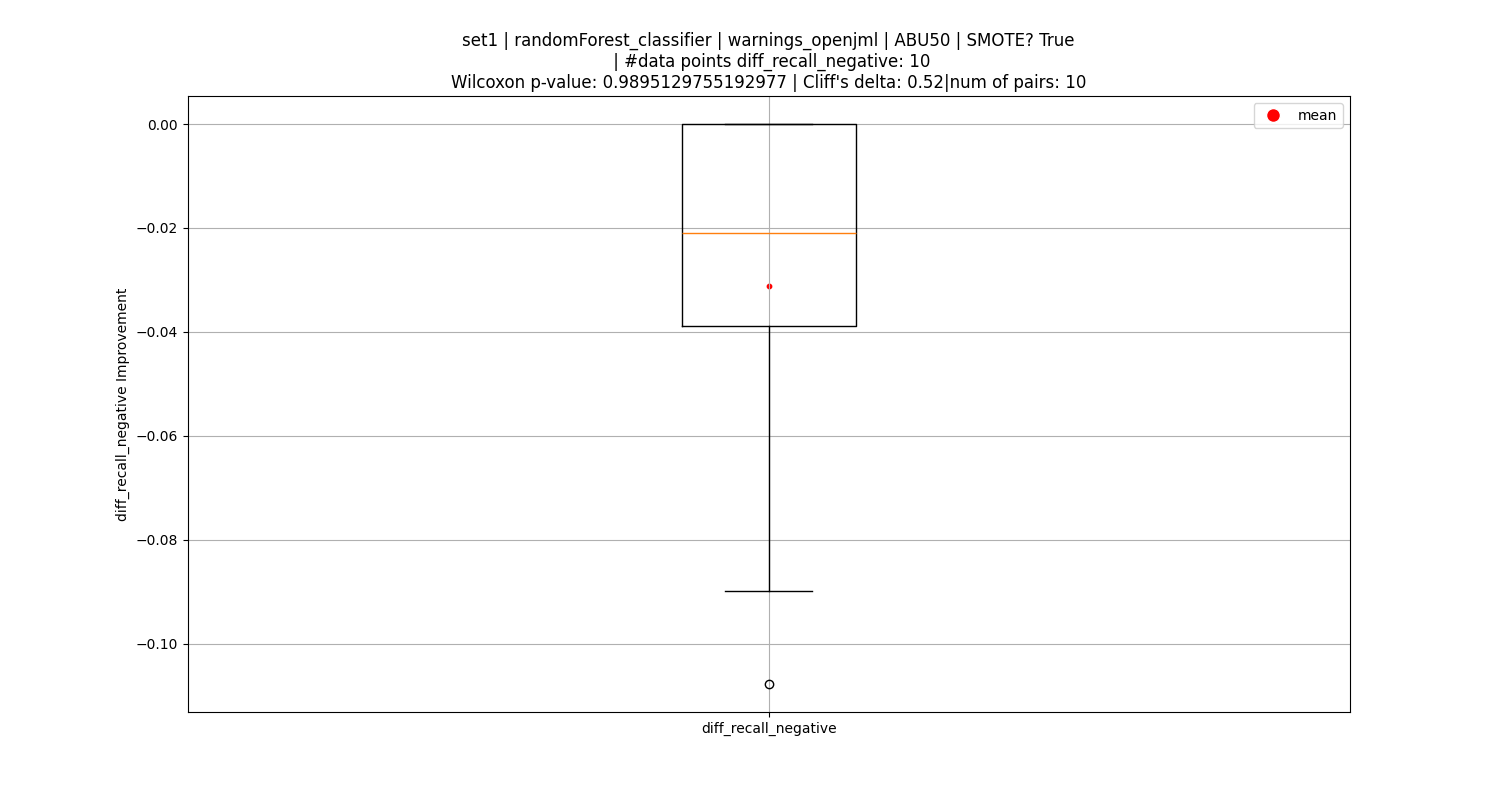 set1 | randomForest_classifier | warnings_openjml | ABU50 | SMOTE? True
| #data points diff_recall_negative: 10
Wilcoxon p-value: 0.9895129755192977 | Cliff's delta: 0.52|num of pairs: 10
mean
0.00
−0.02
−0.04
−0.06
−0.08
−0.10
diff_recall_negative Improvement
diff_recall_negative